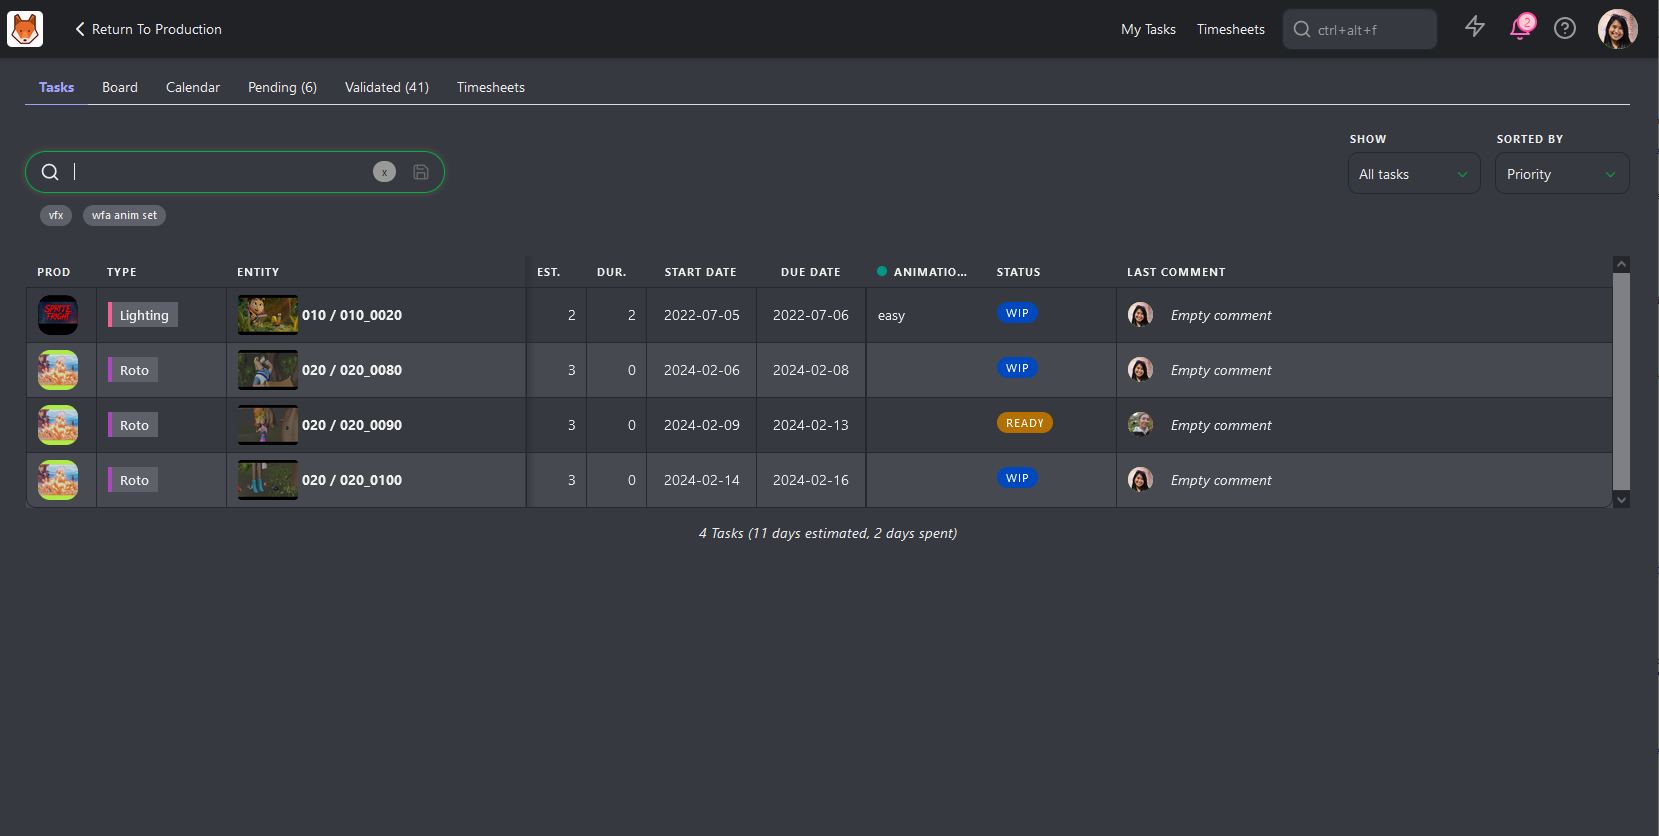 Return To Production
My Tasks
Timesheets
ctrl+alt+f
2
Tasks
Board
Calendar
Pending (6)
Validated (41)
Timesheets
SHOW
SORTED BY
x
All tasks
Priority
vfx
wfa anim set
PROD
TYPE
ENTITY
EST.
DUR.
START DATE
DUE DATE
ANIMATIO...
STATUS
LAST COMMENT
SPRITE
FRIGHT
Lighting
010 / 010_0020
2
2
2022-07-05
2022-07-06
easy
WIP
Empty comment
Roto
020 / 020_0080
3
0
2024-02-06
2024-02-08
WIP
Empty comment
Roto
020 / 020_0090
3
0
2024-02-09
2024-02-13
READY
Empty comment
Roto
020 / 020_0100
3
0
2024-02-14
2024-02-16
WIP
Empty comment
4 Tasks (11 days estimated, 2 days spent)